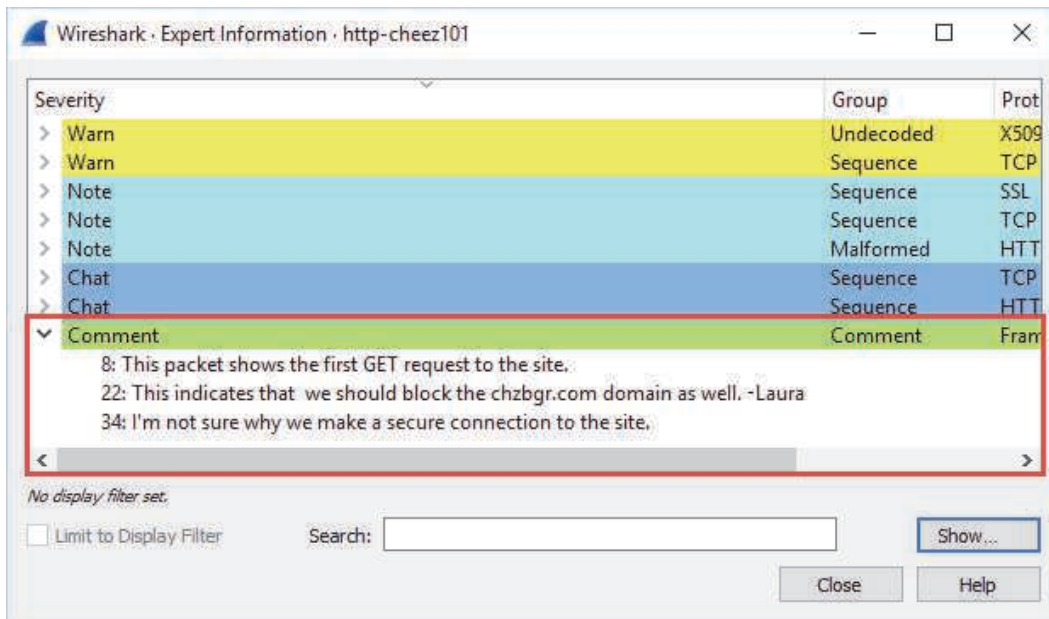 Wireshark · Expert Information · http-cheez101
Severity Group Prot
Warn Undecoded X509
Warn Sequence TCP
Note Sequence SSL
Note Sequence TCP
Note Malformed HTT
Chat Sequence TCP
Chat Sequence HTT
Comment Comment Fram
8: This packet shows the first GET request to the site.
22: This indicates that we should block the chzbgr.com domain as well. -Laura
34: I'm not sure why we make a secure connection to the site.
No display filter set.
Limit to Display Filter Search: Show...
Close Help